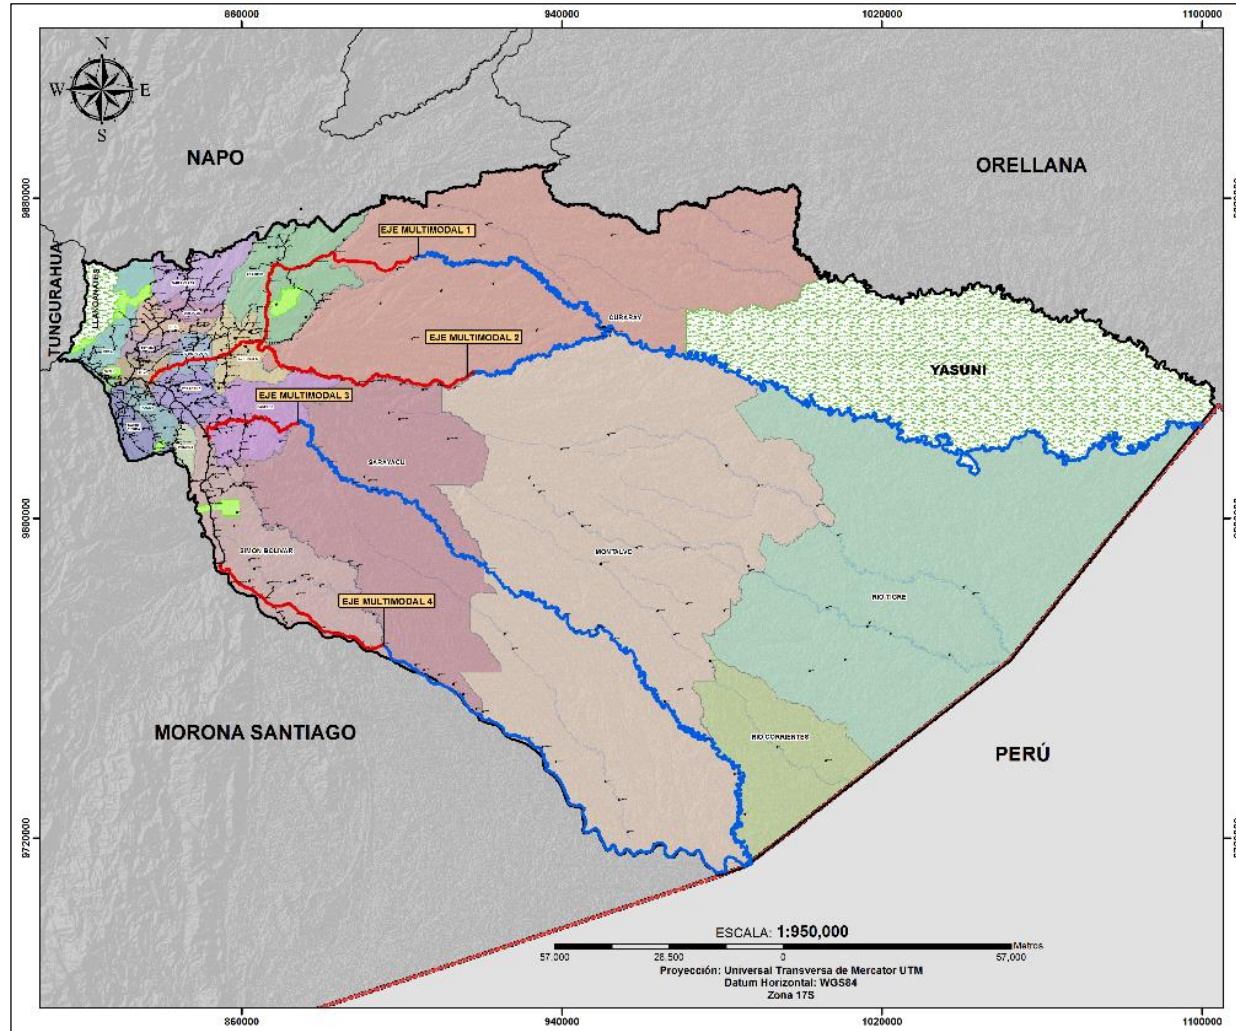 860000
940000
1020000
1100000
N
W
E
S
NAPO
ORELLANA
9880000
EJE MULTIMODAL 1
TUNGURAHUA
LLANGANATES
CURARAY
EJE MULTIMODAL 2
YASUNI
EJE MULTIMODAL 3
SARAYACU
9800000
SIMON BOLIVAR
MONTALVO
EJE MULTIMODAL 4
RIO TIGRE
MORONA SANTIAGO
RIO CORRIENTES
PERÚ
9720000
ESCALA: 1:950,000
Metros
57.000
28.500
0
57,000
Proyección: Universal Transversa de Mercator UTM
Datum Horizontal: WGS84
Zona 17S
860000
940000
1020000
1100000